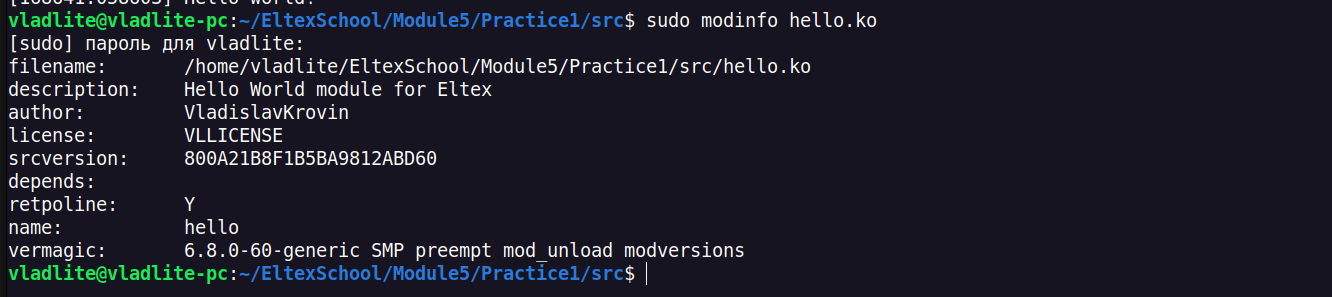 vladlite@vladlite-pc:~/EltexSchool/Module5/Practice1/src$ sudo modinfo hello.ko
[sudo] пароль для vladlite:
filename:       /home/vladlite/EltexSchool/Module5/Practice1/src/hello.ko
description:    Hello World module for Eltex
author:         VladislavKrovin
license:        VLLICENSE
srcversion:     800A21B8F1B5BA9812ABD60
depends:
retpoline:      Y
name:           hello
vermagic:       6.8.0-60-generic SMP preempt mod_unload modversions
vladlite@vladlite-pc:~/EltexSchool/Module5/Practice1/src$